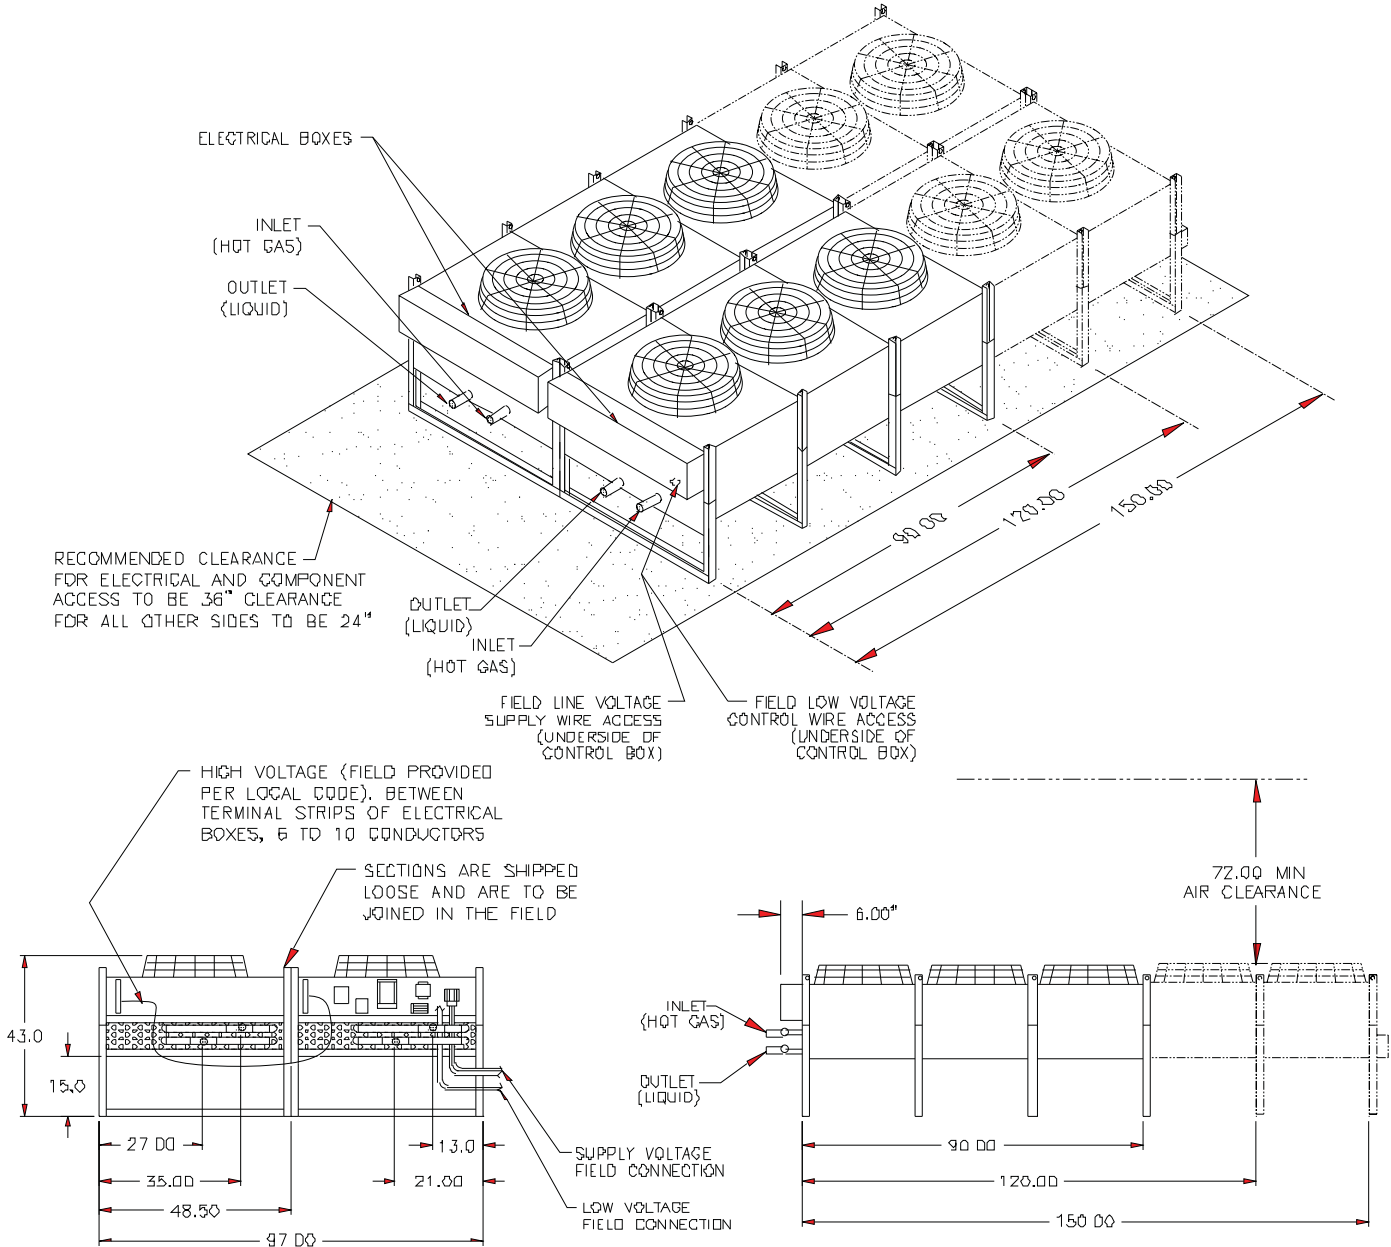 ELECTRICAL BOXES
INLET
(HOT GAS)
OUTLET
(LIQUID)
RECOMMENDED CLEARANCE
FOR ELECTRICAL AND COMPONENT
ACCESS TO BE 36" CLEARANCE
FOR ALL OTHER SIDES TO BE 24"
OUTLET
(LIQUID)
INLET
(HOT GAS)
90.00
120.00
150.00
FIELD LINE VOLTAGE
SUPPLY WIRE ACCESS
(UNDERSIDE OF
CONTROL BOX)
FIELD LOW VOLTAGE
CONTROL WIRE ACCESS
(UNDERSIDE OF
CONTROL BOX)
HIGH VOLTAGE (FIELD PROVIDED
PER LOCAL CODE). BETWEEN
TERMINAL STRIPS OF ELECTRICAL
BOXES, 6 TO 10 CONDUCTORS
SECTIONS ARE SHIPPED
LOOSE AND ARE TO BE
JOINED IN THE FIELD
43.0
15.0
27.00
13.0
35.00
21.00
48.50
97.00
SUPPLY VOLTAGE
FIELD CONNECTION
LOW VOLTAGE
FIELD CONNECTION
72.00 MIN
AIR CLEARANCE
6.00"
INLET
(HOT GAS)
OUTLET
(LIQUID)
90.00
120.00
150.00